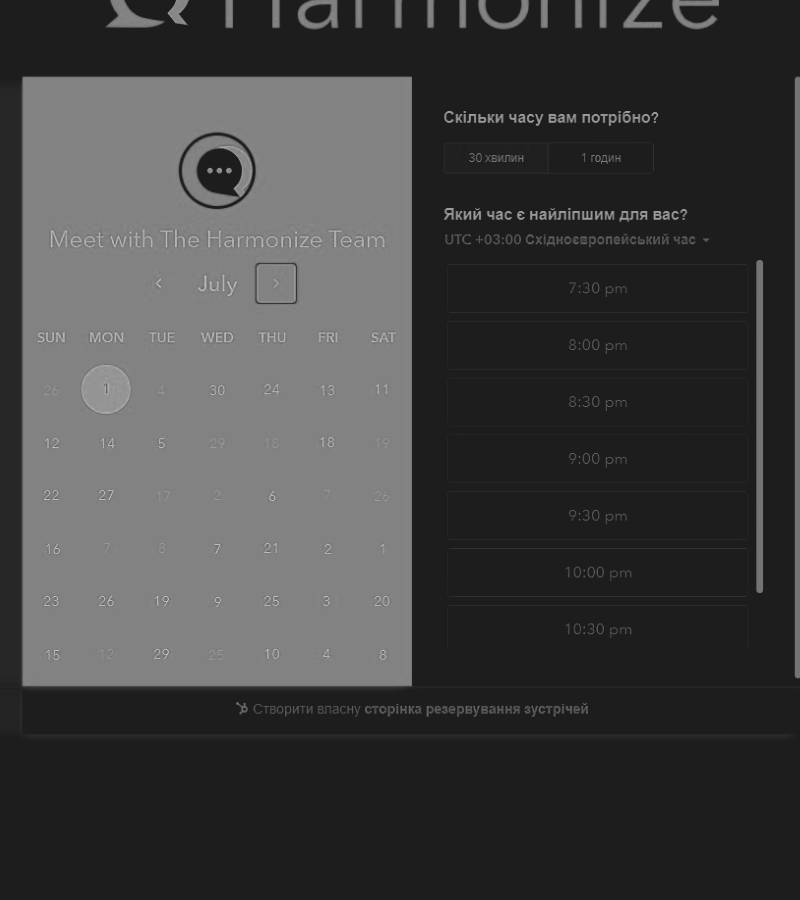 Harmonize
Meet with The Harmonize Team
July
SUN MON TUE WED THU FRI SAT
26 1 4 30 24 13 11
12 14 5 29 18 18 19
22 27 17 2 6 7 26
16 7 8 7 21 2 1
23 26 19 9 25 3 20
15 12 29 25 10 4 8
Скільки часу вам потрібно?
30 хвилин 1 годин
Який час є найліпшим для вас?
UTC +03:00 Східноєвропейський час
7:30 pm
8:00 pm
8:30 pm
9:00 pm
9:30 pm
10:00 pm
10:30 pm
Створити власну сторінка резервування зустрічей